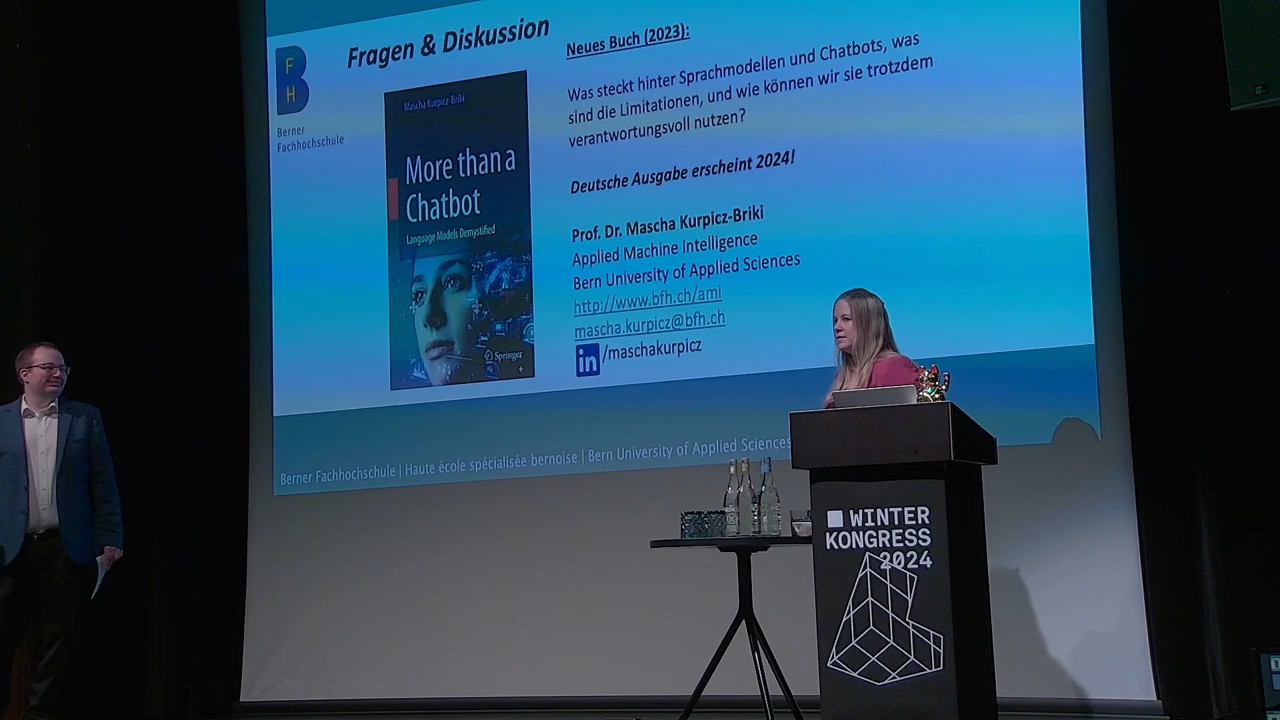 Fragen & Diskussion
B
F
H
Berner
Fachhochschule
Mascha Kurpicz-Briki
More than a
Chatbot
Language Models Demystified
Springer
Neues Buch (2023):
Was steckt hinter Sprachmodellen und Chatbots, was
sind die Limitationen, und wie können wir sie trotzdem
verantwortungsvoll nutzen?
Deutsche Ausgabe erscheint 2024!
Prof. Dr. Mascha Kurpicz-Briki
Applied Machine Intelligence
Bern University of Applied Sciences
http://www.bfh.ch/ami
mascha.kurpicz@bfh.ch
in /maschakurpicz
Berner Fachhochschule | Haute école spécialisée bernoise | Bern University of Applied Sciences
WINTER
KONGRESS
2024